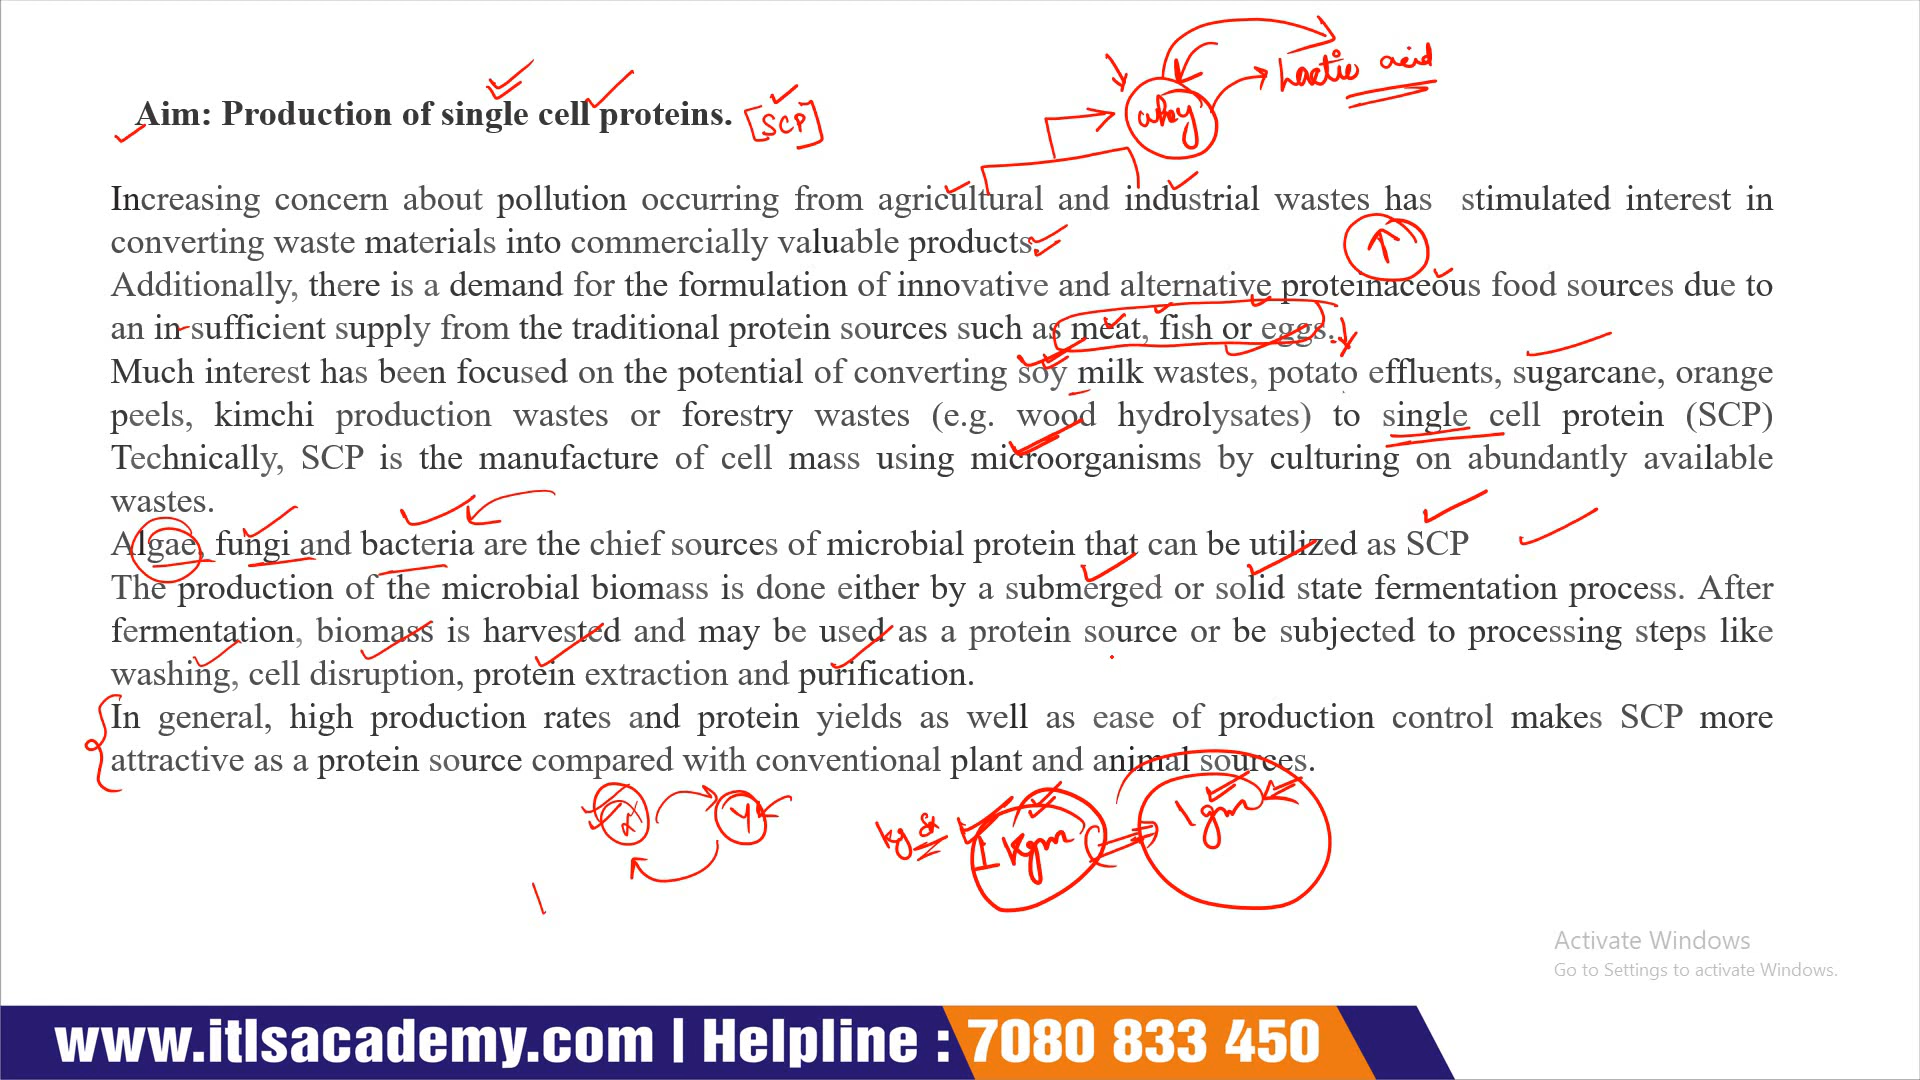 whey
Lactic acid
Aim: Production of single cell proteins. [SCP]
Increasing concern about pollution occurring from agricultural and industrial wastes has stimulated interest in
converting waste materials into commercially valuable products.
Additionally, there is a demand for the formulation of innovative and alternative proteinaceous food sources due to
an in-sufficient supply from the traditional protein sources such as meat, fish or eggs.
Much interest has been focused on the potential of converting soy milk wastes, potato effluents, sugarcane, orange
peels, kimchi production wastes or forestry wastes (e.g. wood hydrolysates) to single cell protein (SCP)
Technically, SCP is the manufacture of cell mass using microorganisms by culturing on abundantly available
wastes.
Algae, fungi and bacteria are the chief sources of microbial protein that can be utilized as SCP
The production of the microbial biomass is done either by a submerged or solid state fermentation process. After
fermentation, biomass is harvested and may be used as a protein source or be subjected to processing steps like
washing, cell disruption, protein extraction and purification.
In general, high production rates and protein yields as well as ease of production control makes SCP more
attractive as a protein source compared with conventional plant and animal sources.
X Y kg 1 kgm 1 gm
Activate Windows
Go to Settings to activate Windows.
www.itlsacademy.com | Helpline : 7080 833 450